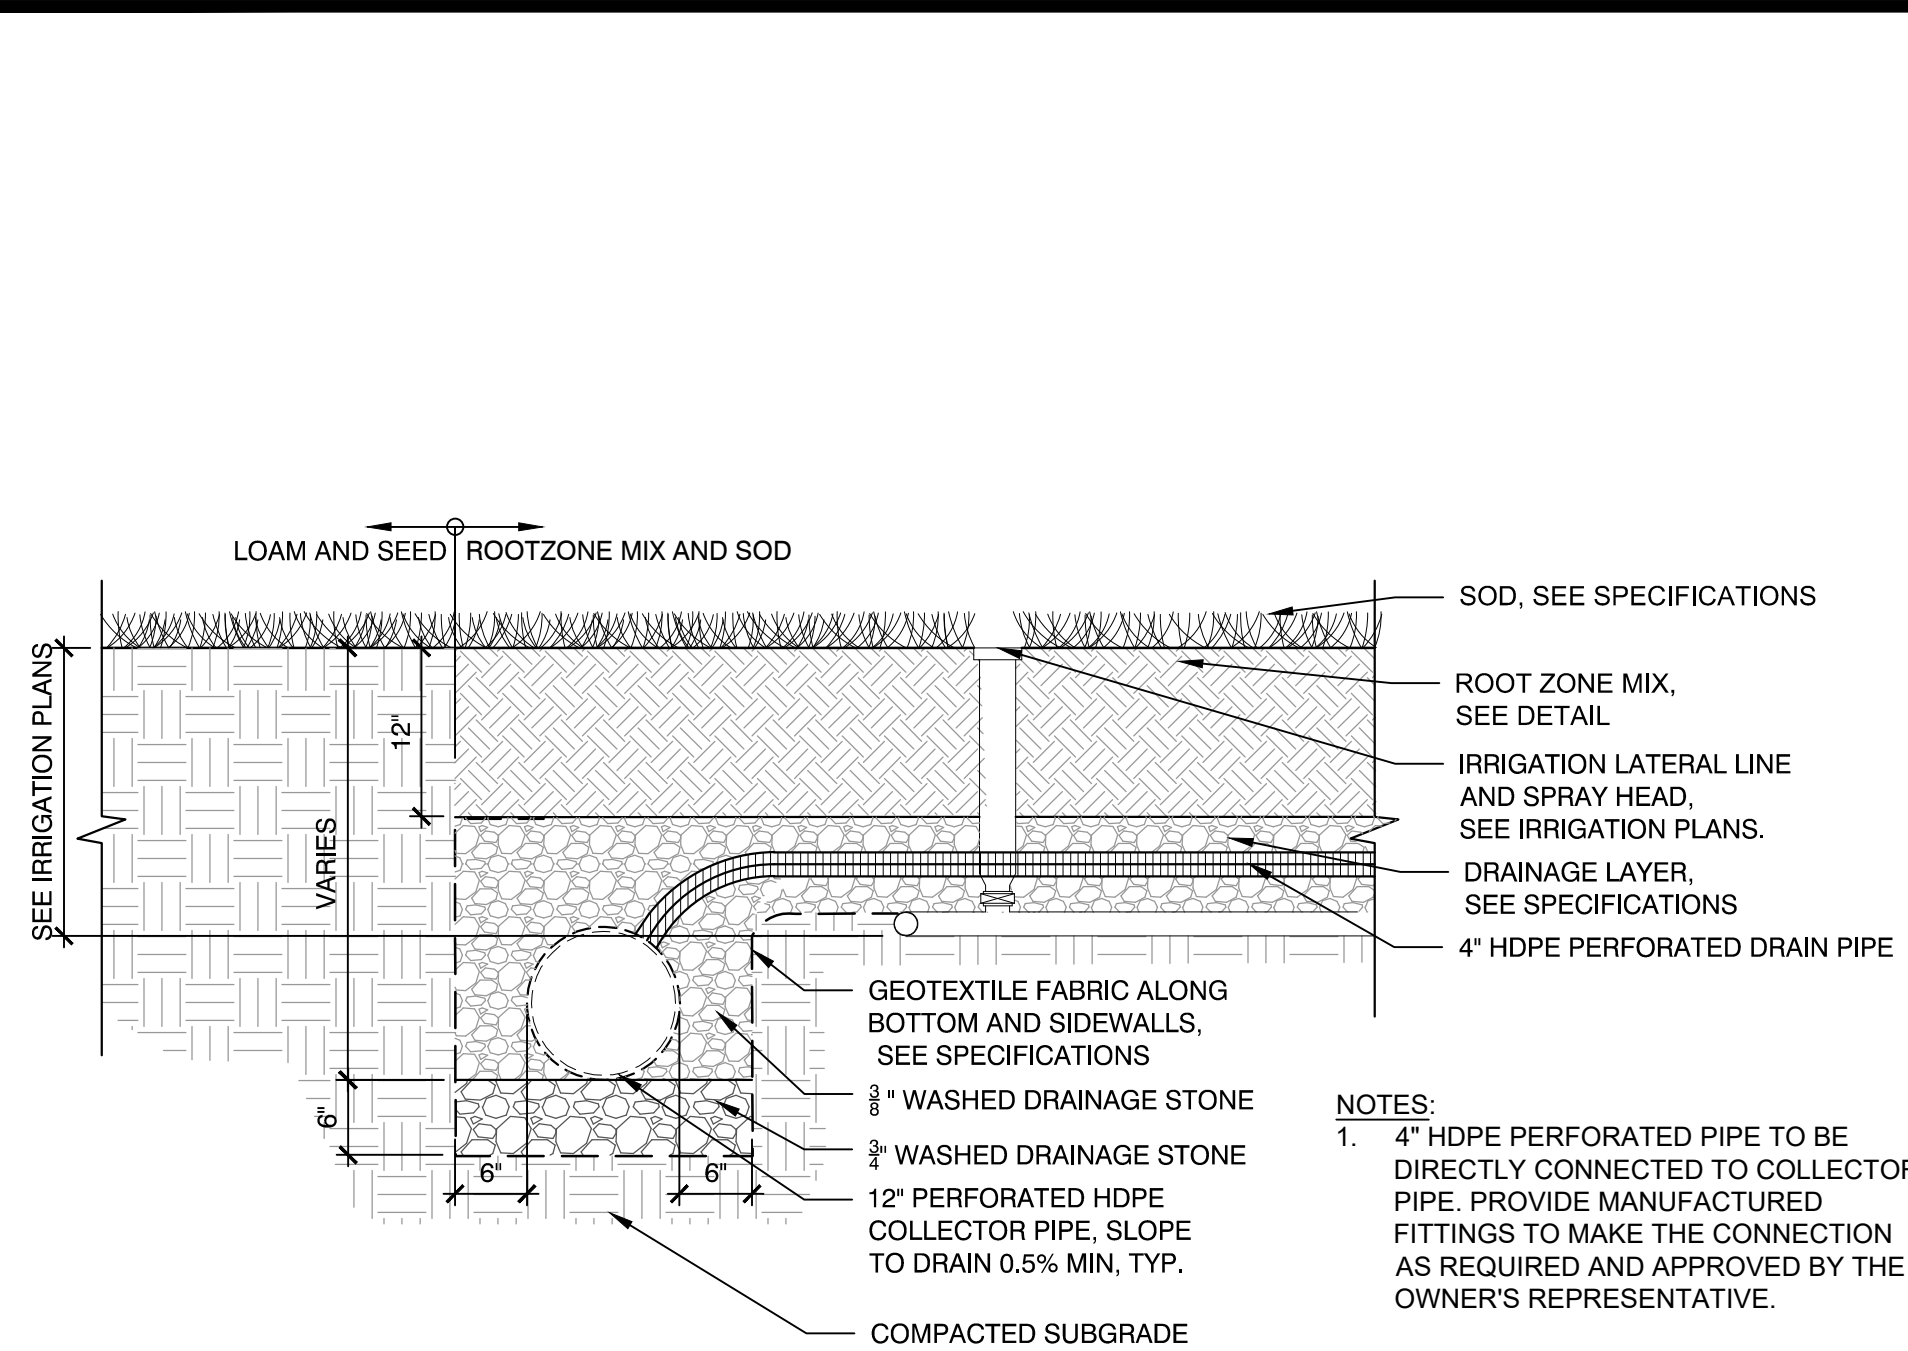 LOAM AND SEED
ROOTZONE MIX AND SOD
SEE IRRIGATION PLANS
12"
VARIES
6"
6"
6"
SOD, SEE SPECIFICATIONS
ROOT ZONE MIX,
SEE DETAIL
IRRIGATION LATERAL LINE
AND SPRAY HEAD,
SEE IRRIGATION PLANS.
DRAINAGE LAYER,
SEE SPECIFICATIONS
4" HDPE PERFORATED DRAIN PIPE
GEOTEXTILE FABRIC ALONG
BOTTOM AND SIDEWALLS,
SEE SPECIFICATIONS
3/8" WASHED DRAINAGE STONE
3/4" WASHED DRAINAGE STONE
12" PERFORATED HDPE
COLLECTOR PIPE, SLOPE
TO DRAIN 0.5% MIN, TYP.
COMPACTED SUBGRADE
NOTES:
1. 4" HDPE PERFORATED PIPE TO BE
DIRECTLY CONNECTED TO COLLECTOR
PIPE. PROVIDE MANUFACTURED
FITTINGS TO MAKE THE CONNECTION
AS REQUIRED AND APPROVED BY THE
OWNER'S REPRESENTATIVE.